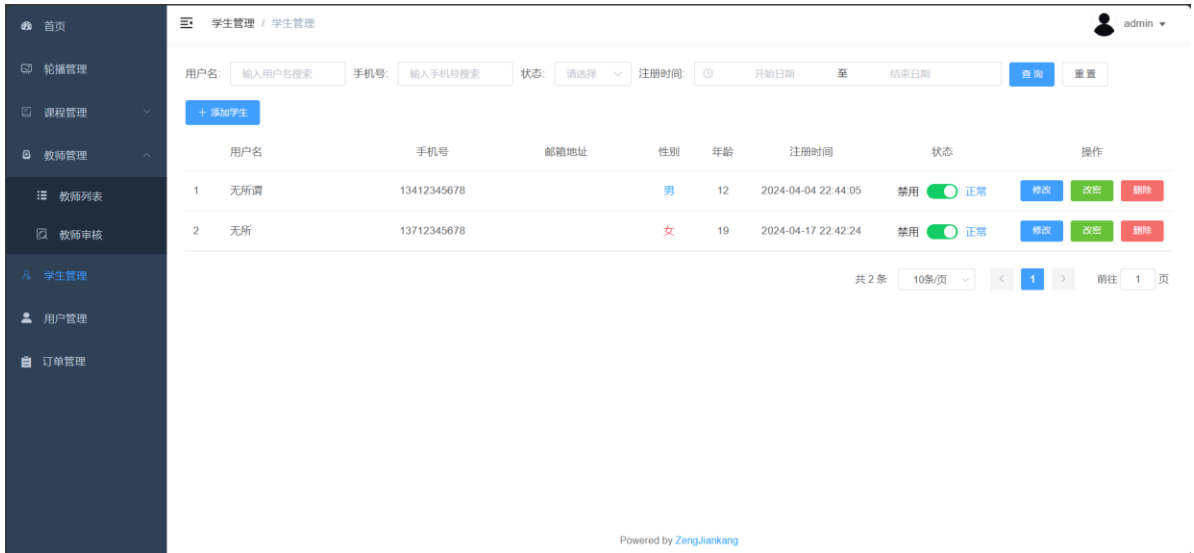 首页
轮播管理
课程管理
教师管理
教师列表
教师审核
学生管理
用户管理
订单管理
学生管理 / 学生管理
admin
用户名: 输入用户名搜索 手机号: 输入手机号搜索 状态: 请选择 注册时间: 开始日期 至 结束日期 查询 重置
+ 添加学生
用户名 手机号 邮箱地址 性别 年龄 注册时间 状态 操作
1 无所谓 13412345678 男 12 2024-04-04 22:44:05 禁用 正常 修改 改密 删除
2 无所 13712345678 女 19 2024-04-17 22:42:24 禁用 正常 修改 改密 删除
共 2 条 10条/页 < 1 > 前往 1 页
Powered by ZengJiankang